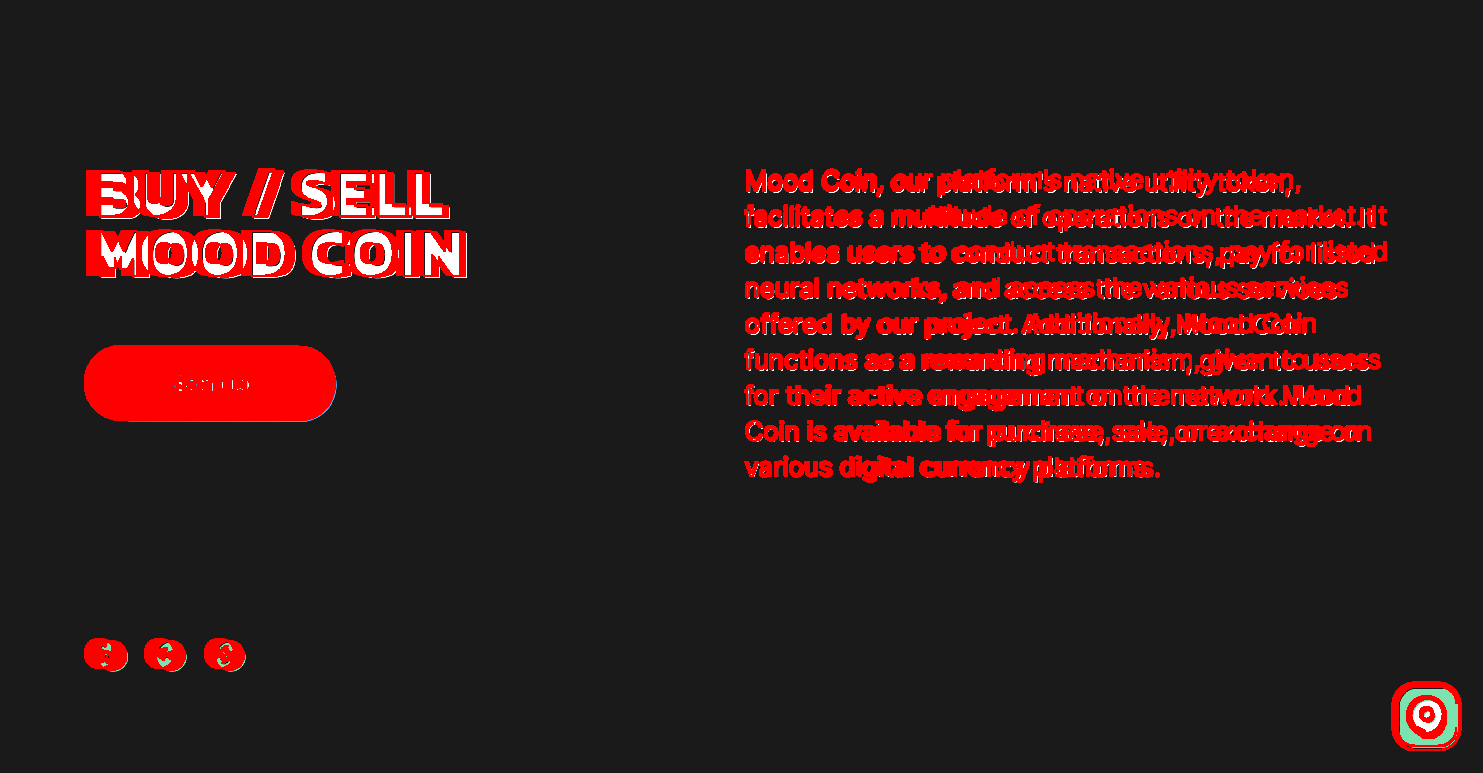 BUY / SELL
MOOD COIN
Mood Coin, our platform's native utility token,
facilitates a multitude of operations on the market. It
enables users to conduct transactions, pay for listed
neural networks, and access the various services
offered by our project. Additionally, Mood Coin
functions as a rewarding mechanism, given to users
for their active engagement on the network. Mood
Coin is available for purchase, sale, or exchange on
various digital currency platforms.